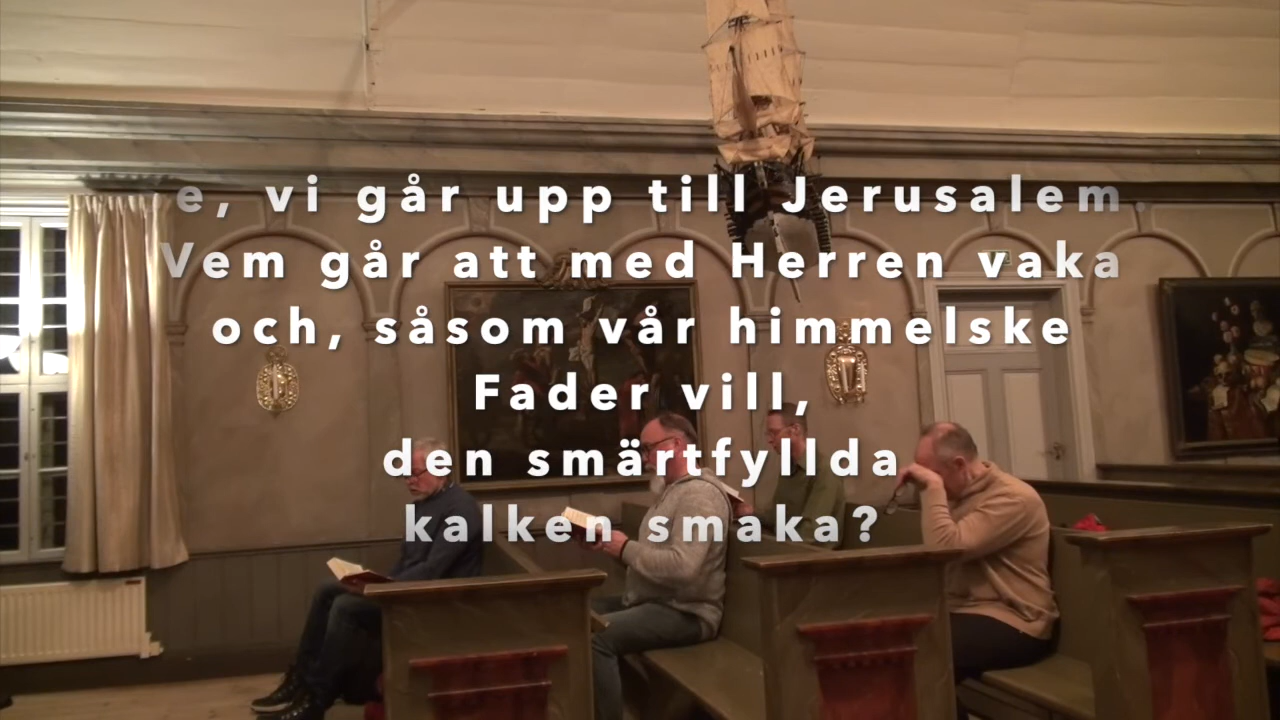 e, vi går upp till Jerusalem.
Vem går att med Herren vaka
och, såsom vår himmelske
Fader vill,
den smärtfyllda
kalken smaka?